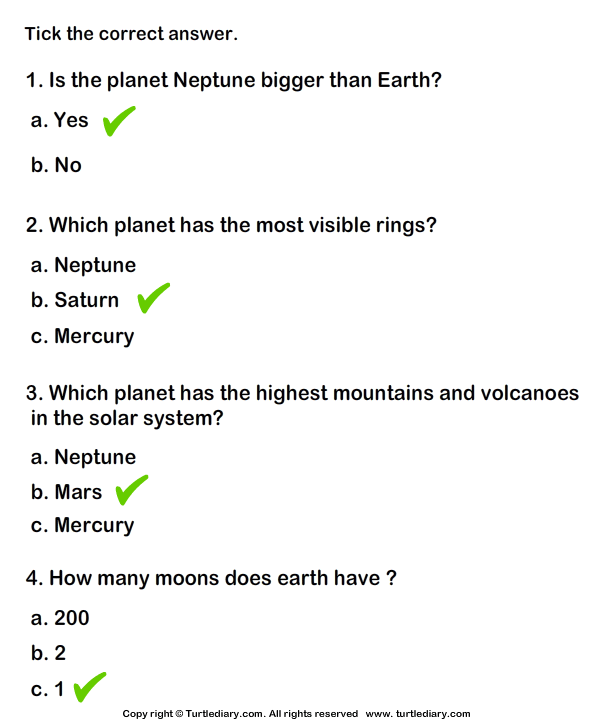 Tick the correct answer.
1. Is the planet Neptune bigger than Earth?
a. Yes
b. No
2. Which planet has the most visible rings?
a. Neptune
b. Saturn
c. Mercury
3. Which planet has the highest mountains and volcanoes
in the solar system?
a. Neptune
b. Mars
c. Mercury
4. How many moons does earth have ?
a. 200
b. 2
c. 1
Copy right © Turtlediary.com. All rights reserved www. turtlediary.com